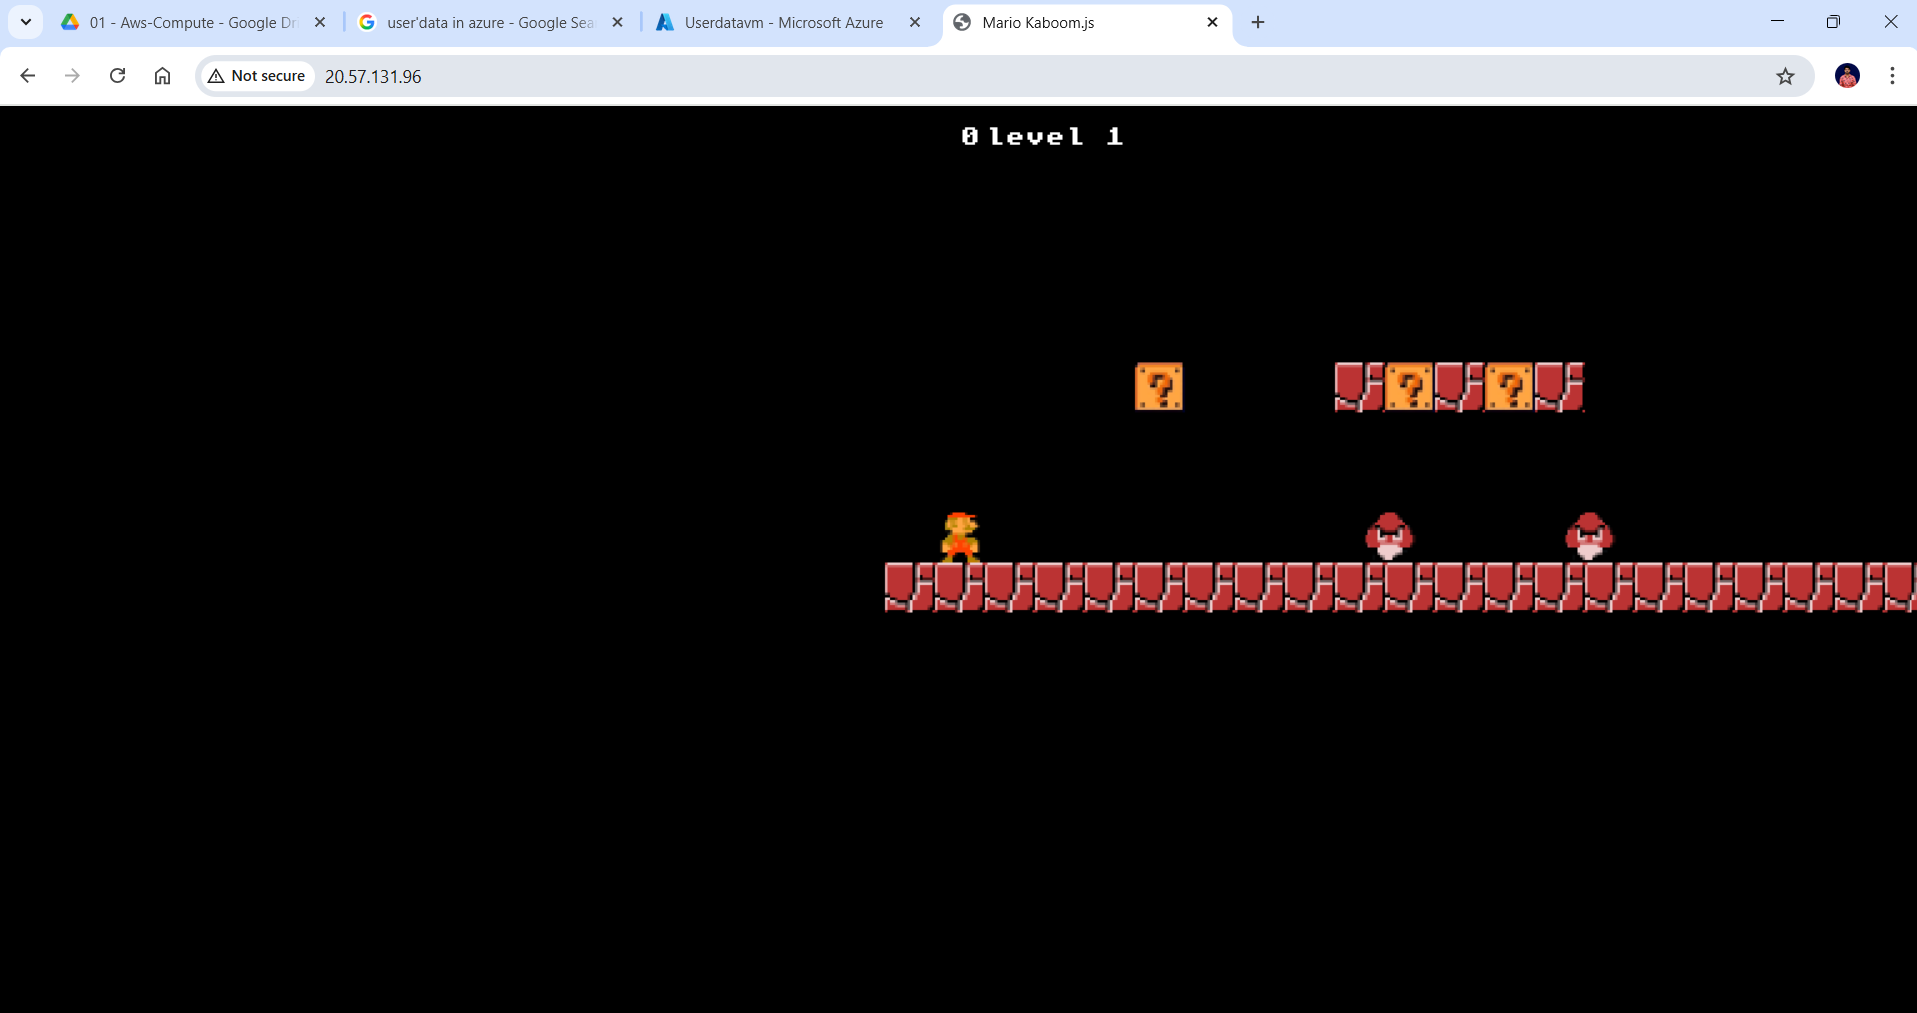 01 - Aws-Compute - Google Dri
user'data in azure - Google Sea
Userdatavm - Microsoft Azure
Mario Kaboom.js
Not secure
20.57.131.96
0 level 1
?
? ?